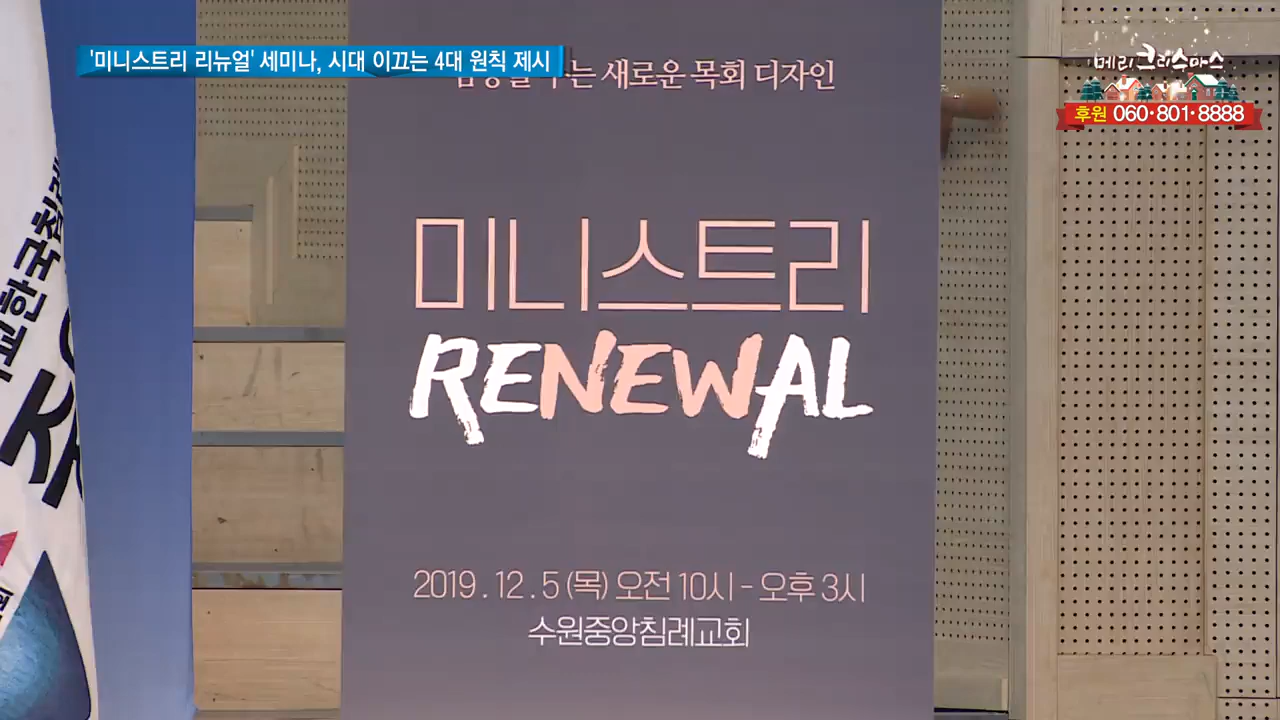 '미니스트리 리뉴얼' 세미나, 시대 이끄는 4대 원칙 제시
메리 크리스마스
후원 060·801·8888
새로운 목회 디자인
미니스트리
RENEWAL
2019. 12. 5 (목) 오전 10시 - 오후 3시
수원중앙침례교회